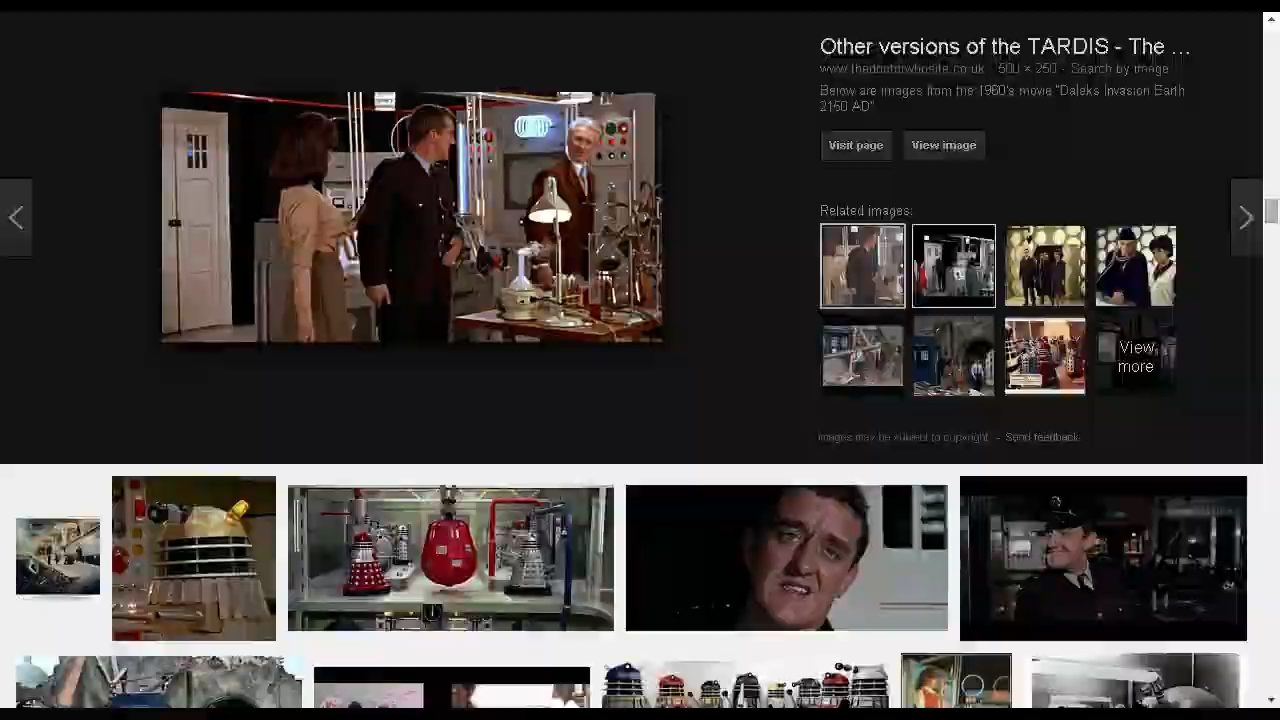 Other versions of the TARDIS - The ...
www.thedoctorwhosite.co.uk 500 × 250 - Search by image
Below are images from the 1960's movie "Daleks Invasion Earth
2150 AD"
Visit page
View image
Related images:
View
more
Images may be subject to copyright. - Send feedback